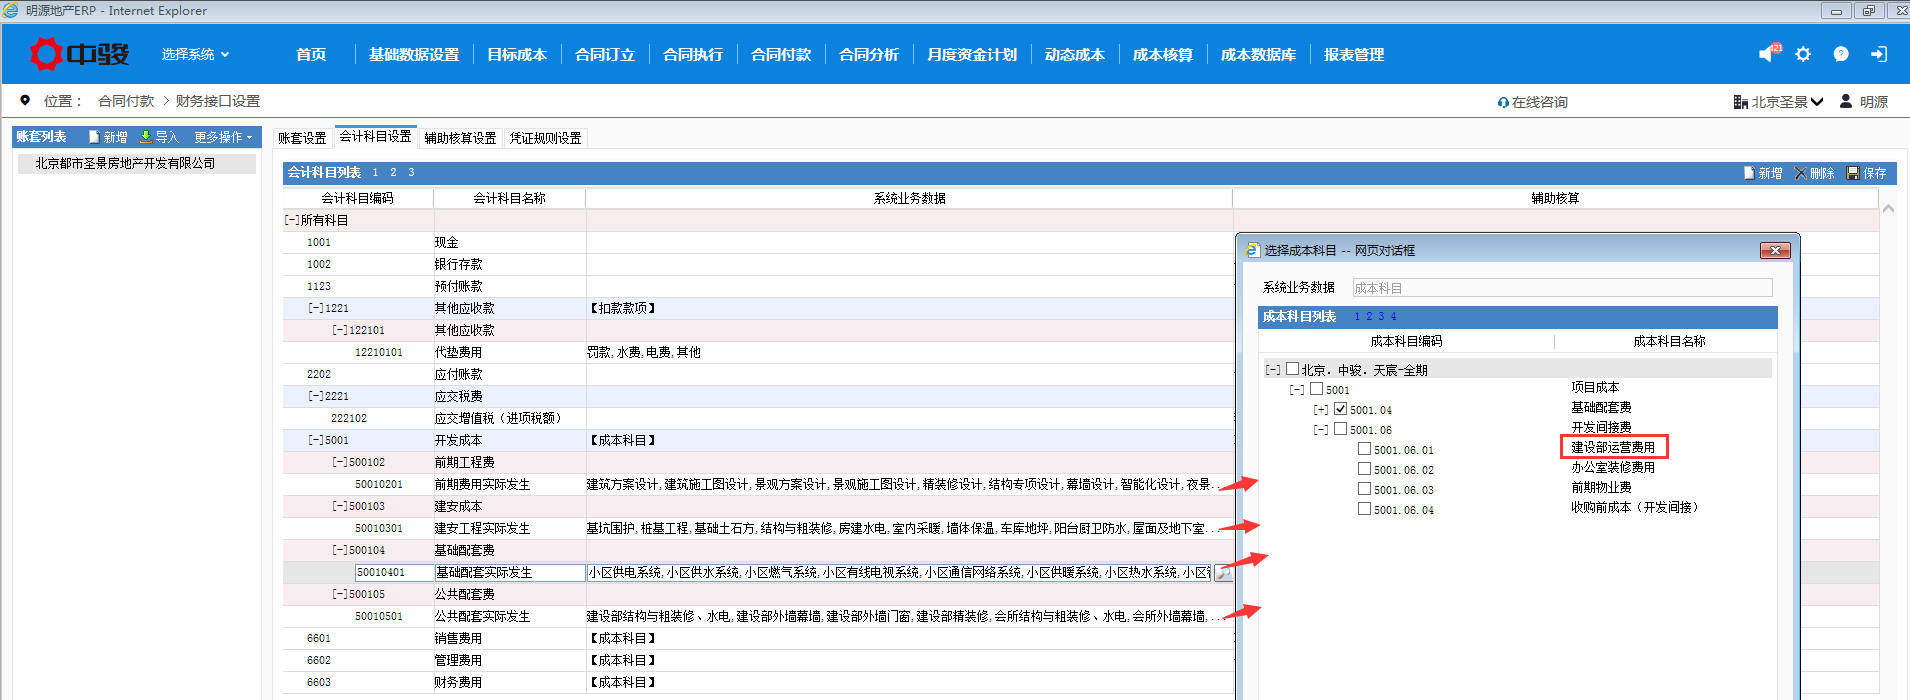 明源地产ERP - Internet Explorer
中骏 选择系统 首页 基础数据设置 目标成本 合同订立 合同执行 合同付款 合同分析 月度资金计划 动态成本 成本核算 成本数据库 报表管理 421
位置： 合同付款 > 财务接口设置 在线咨询 北京圣景 明源
账套列表 新增 导入 更多操作
北京都市圣景房地产开发有限公司
账套设置 会计科目设置 辅助核算设置 凭证规则设置
会计科目列表 1 2 3 新增 删除 保存
会计科目编码 会计科目名称 系统业务数据 辅助核算
[-]所有科目
1001 现金
1002 银行存款
1123 预付账款
[-]1221 其他应收款 【扣款款项】
[-]122101 其他应收款
12210101 代垫费用 罚款,水费,电费,其他
2202 应付账款
[-]2221 应交税费
222102 应交增值税（进项税额）
[-]5001 开发成本 【成本科目】
[-]500102 前期工程费
50010201 前期费用实际发生 建筑方案设计,建筑施工图设计,景观方案设计,景观施工图设计,精装修设计,结构专项设计,幕墙设计,智能化设计,夜景...
[-]500103 建安成本
50010301 建安工程实际发生 基坑围护,桩基工程,基础土石方,结构与粗装修,房建水电,室内采暖,墙体保温,车库地坪,阳台厨卫防水,屋面及地下室...
[-]500104 基础配套费
50010401 基础配套实际发生 小区供电系统,小区供水系统,小区燃气系统,小区有线电视系统,小区通信网络系统,小区供暖系统,小区热水系统,小区
[-]500105 公共配套费
50010501 公共配套实际发生 建设部结构与粗装修、水电,建设部外墙幕墙,建设部外墙门窗,建设部精装修,会所结构与粗装修、水电,会所外墙幕墙,...
6601 销售费用 【成本科目】
6602 管理费用 【成本科目】
6603 财务费用 【成本科目】
选择成本科目 -- 网页对话框
系统业务数据 成本科目
成本科目列表 1 2 3 4
成本科目编码 成本科目名称
[-] 北京．中骏．天宸-全期
[-] 5001 项目成本
[+] 5001.04 基础配套费
[-] 5001.06 开发间接费
5001.06.01 建设部运营费用
5001.06.02 办公室装修费用
5001.06.03 前期物业费
5001.06.04 收购前成本（开发间接）